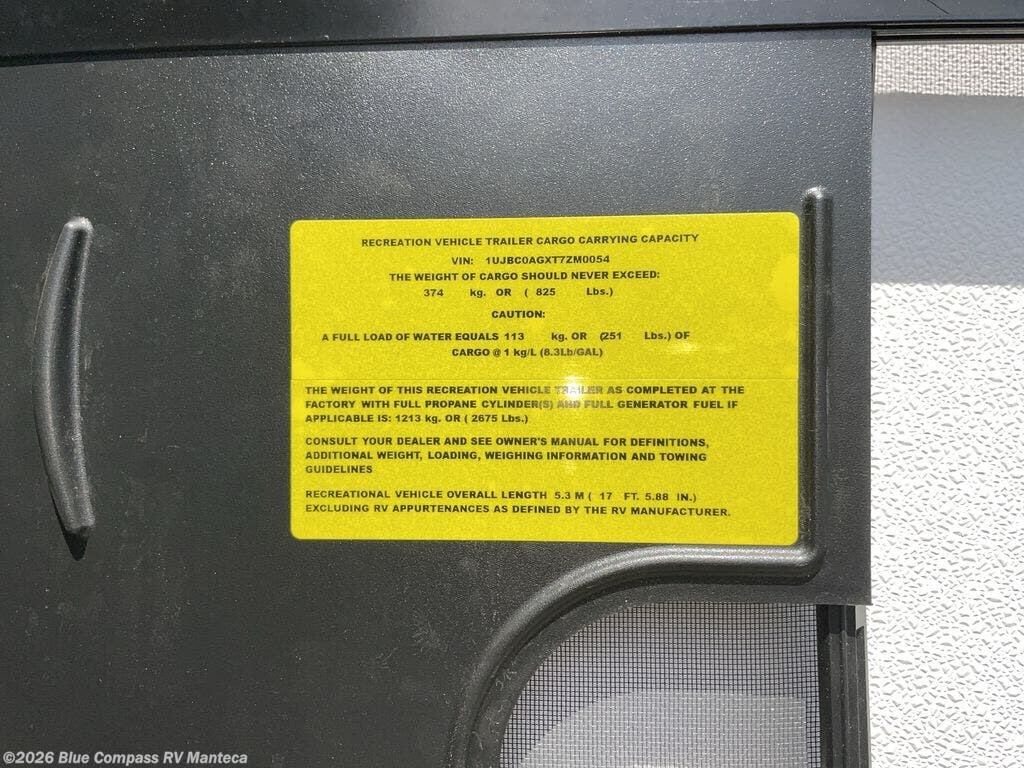 RECREATION VEHICLE TRAILER CARGO CARRYING CAPACITY
VIN: 1UJBC0AGXT7ZM0054
THE WEIGHT OF CARGO SHOULD NEVER EXCEED:
374 kg. OR ( 825 Lbs.)
CAUTION:
A FULL LOAD OF WATER EQUALS 113 kg. OR (251 Lbs.) OF
CARGO @ 1 kg/L (8.3Lb/GAL)
THE WEIGHT OF THIS RECREATION VEHICLE TRAILER AS COMPLETED AT THE
FACTORY WITH FULL PROPANE CYLINDER(S) AND FULL GENERATOR FUEL IF
APPLICABLE IS: 1213 kg. OR ( 2675 Lbs.)
CONSULT YOUR DEALER AND SEE OWNER'S MANUAL FOR DEFINITIONS,
ADDITIONAL WEIGHT, LOADING, WEIGHING INFORMATION AND TOWING
GUIDELINES
RECREATIONAL VEHICLE OVERALL LENGTH 5.3 M ( 17 FT. 5.88 IN.)
EXCLUDING RV APPURTENANCES AS DEFINED BY THE RV MANUFACTURER.
©2026 Blue Compass RV Manteca